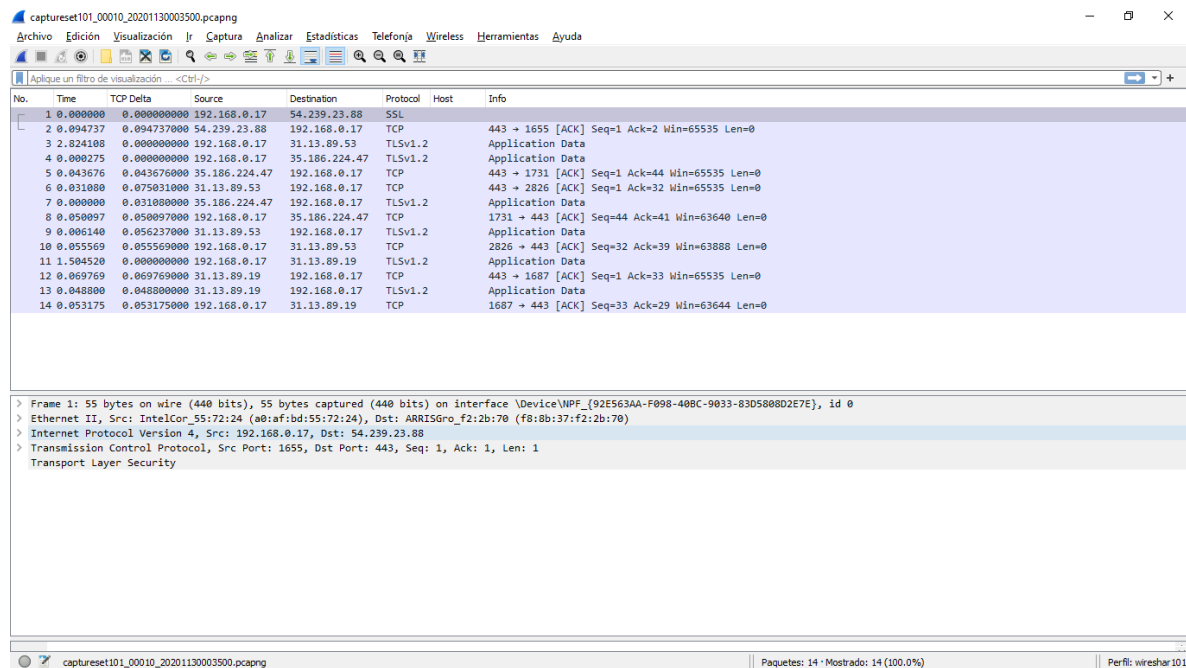 captureset101_00010_20201130003500.pcapng
Archivo Edición Visualización Ir Captura Analizar Estadísticas Telefonía Wireless Herramientas Ayuda
Aplique un filtro de visualización ... <Ctrl-/>
No. Time TCP Delta Source Destination Protocol Host Info
1 0.000000 0.000000000 192.168.0.17 54.239.23.88 SSL
2 0.094737 0.094737000 54.239.23.88 192.168.0.17 TCP 443 → 1655 [ACK] Seq=1 Ack=2 Win=65535 Len=0
3 2.824108 0.000000000 192.168.0.17 31.13.89.53 TLSv1.2 Application Data
4 0.000275 0.000000000 192.168.0.17 35.186.224.47 TLSv1.2 Application Data
5 0.043676 0.043676000 35.186.224.47 192.168.0.17 TCP 443 → 1731 [ACK] Seq=1 Ack=44 Win=65535 Len=0
6 0.031080 0.075031000 31.13.89.53 192.168.0.17 TCP 443 → 2826 [ACK] Seq=1 Ack=32 Win=65535 Len=0
7 0.000000 0.031080000 35.186.224.47 192.168.0.17 TLSv1.2 Application Data
8 0.050097 0.050097000 192.168.0.17 35.186.224.47 TCP 1731 → 443 [ACK] Seq=44 Ack=41 Win=63640 Len=0
9 0.006140 0.056237000 31.13.89.53 192.168.0.17 TLSv1.2 Application Data
10 0.055569 0.055569000 192.168.0.17 31.13.89.53 TCP 2826 → 443 [ACK] Seq=32 Ack=39 Win=63888 Len=0
11 1.504520 0.000000000 192.168.0.17 31.13.89.19 TLSv1.2 Application Data
12 0.069769 0.069769000 31.13.89.19 192.168.0.17 TCP 443 → 1687 [ACK] Seq=1 Ack=33 Win=65535 Len=0
13 0.048800 0.048800000 31.13.89.19 192.168.0.17 TLSv1.2 Application Data
14 0.053175 0.053175000 192.168.0.17 31.13.89.19 TCP 1687 → 443 [ACK] Seq=33 Ack=29 Win=63644 Len=0
Frame 1: 55 bytes on wire (440 bits), 55 bytes captured (440 bits) on interface \Device\NPF_{92E563AA-F098-40BC-9033-83D5808D2E7E}, id 0
Ethernet II, Src: IntelCor_55:72:24 (a0:af:bd:55:72:24), Dst: ARRISGro_f2:2b:70 (f8:8b:37:f2:2b:70)
Internet Protocol Version 4, Src: 192.168.0.17, Dst: 54.239.23.88
Transmission Control Protocol, Src Port: 1655, Dst Port: 443, Seq: 1, Ack: 1, Len: 1
Transport Layer Security
captureset101_00010_20201130003500.pcapng Paquetes: 14 · Mostrado: 14 (100.0%) Perfil: wireshar101